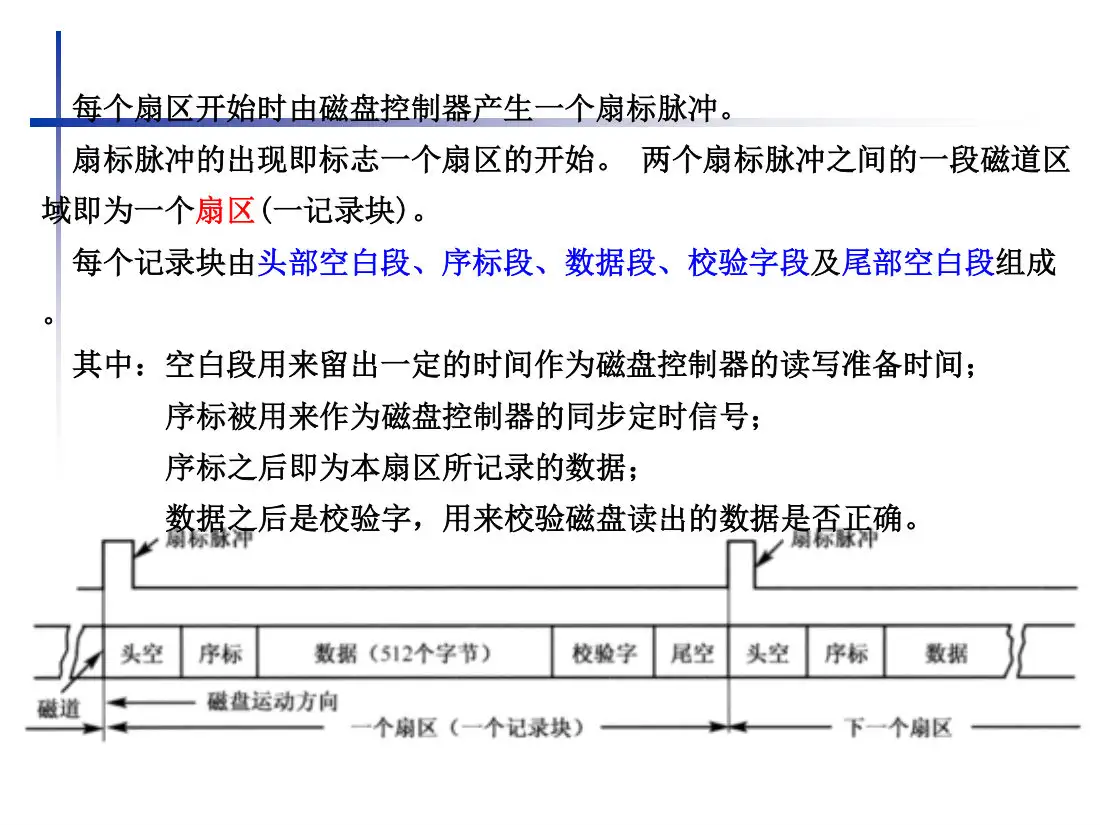 每个扇区开始时由磁盘控制器产生一个扇标脉冲。
扇标脉冲的出现即标志一个扇区的开始。 两个扇标脉冲之间的一段磁道区
域即为一个扇区(一记录块)。
每个记录块由头部空白段、序标段、数据段、校验字段及尾部空白段组成
。
其中：空白段用来留出一定的时间作为磁盘控制器的读写准备时间；
序标被用来作为磁盘控制器的同步定时信号；
序标之后即为本扇区所记录的数据；
数据之后是校验字，用来校验磁盘读出的数据是否正确。
扇标脉冲 扇标脉冲
头空 序标 数据（512个字节） 校验字 尾空 头空 序标 数据
磁道 磁盘运动方向
一个扇区（一个记录块） 下一个扇区